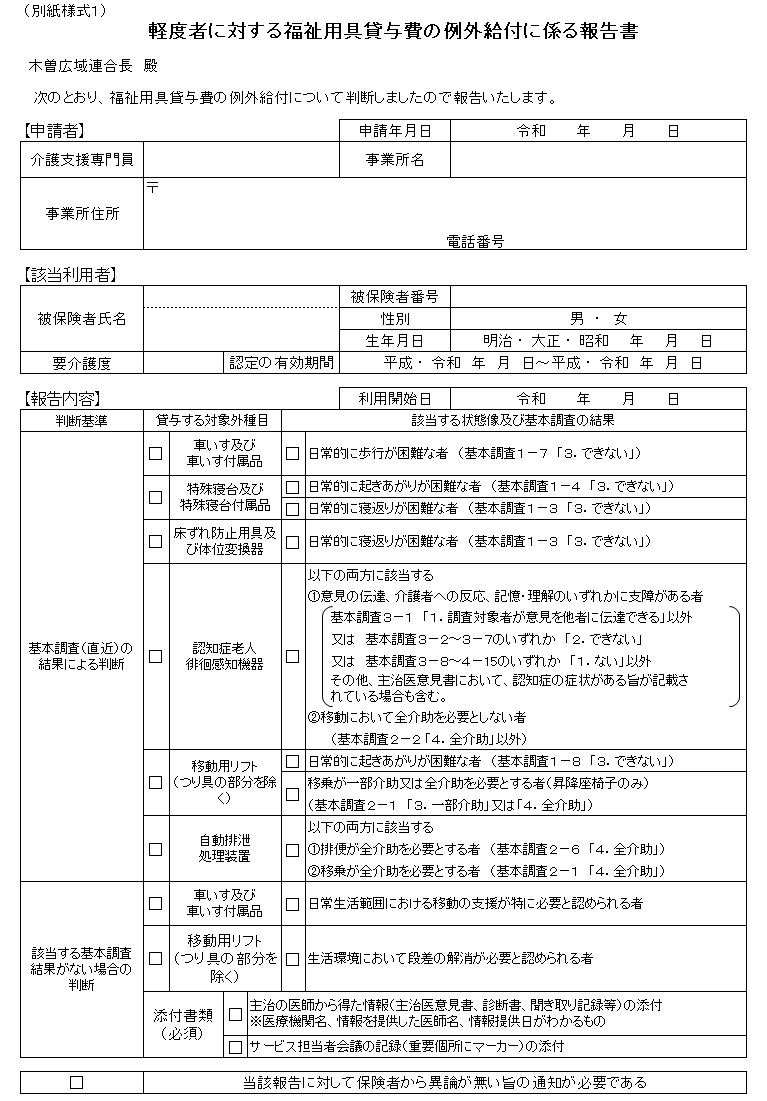 （別紙様式１）
軽度者に対する福祉用具貸与費の例外給付に係る報告書
木曽広域連合長　殿
次のとおり、福祉用具貸与費の例外給付について判断しましたので報告いたします。
【申請者】
申請年月日
令和　　年　　月　　日
介護支援専門員
事業所名
事業所住所
〒
電話番号
【該当利用者】
被保険者氏名
被保険者番号
性別
男　・　女
生年月日
明治・大正・昭和　　年　　月　　日
要介護度
認定の有効期間
平成・令和　年　月　日～平成・令和　年　月　日
【報告内容】
利用開始日
令和　　年　　月　　日
判断基準
貸与する対象外種目
該当する状態像及び基本調査の結果
基本調査（直近）の
結果による判断
□
車いす及び
車いす付属品
□
日常的に歩行が困難な者　（基本調査１－７　「３．できない」）
□
特殊寝台及び
特殊寝台付属品
□
日常的に起きあがりが困難な者　（基本調査１－４　「３．できない」）
□
日常的に寝返りが困難な者　（基本調査１－３　「３．できない」）
□
床ずれ防止用具及
び体位変換器
□
日常的に寝返りが困難な者　（基本調査１－３　「３．できない」）
□
認知症老人
徘徊感知機器
□
以下の両方に該当する
①意見の伝達、介護者への反応、記憶・理解のいずれかに支障がある者
基本調査３－１　「１．調査対象者が意見を他者に伝達できる」以外
又は　基本調査３－２～３－７のいずれか　「２．できない」
又は　基本調査３－８～４－15のいずれか　「１．ない」以外
その他、主治医意見書において、認知症の症状がある旨が記載さ
れている場合も含む。
②移動において全介助を必要としない者
（基本調査２－２「４．全介助」以外）
□
移動用リフト
（つり具の部分を除
く）
□
日常的に起きあがりが困難な者　（基本調査１－８　「３．できない」）
□
移乗が一部介助又は全介助を必要とする者（昇降座椅子のみ）
（基本調査２－１　「３．一部介助」又は「４．全介助」）
□
自動排泄
処理装置
□
以下の両方に該当する
①排便が全介助を必要とする者　（基本調査２－６　「４．全介助」）
②移乗が全介助を必要とする者　（基本調査２－１　「４．全介助」）
該当する基本調査
結果がない場合の
判断
□
車いす及び
車いす付属品
□
日常生活範囲における移動の支援が特に必要と認められる者
□
移動用リフト
（つり具の部分を
除く）
□
生活環境において段差の解消が必要と認められる者
添付書類
（必須）
□
主治の医師から得た情報（主治医意見書、診断書、聞き取り記録等）の添付
※医療機関名、情報を提供した医師名、情報提供日がわかるもの
□
サービス担当者会議の記録（重要個所にマーカー）の添付
□
当該報告に対して保険者から異論が無い旨の通知が必要である